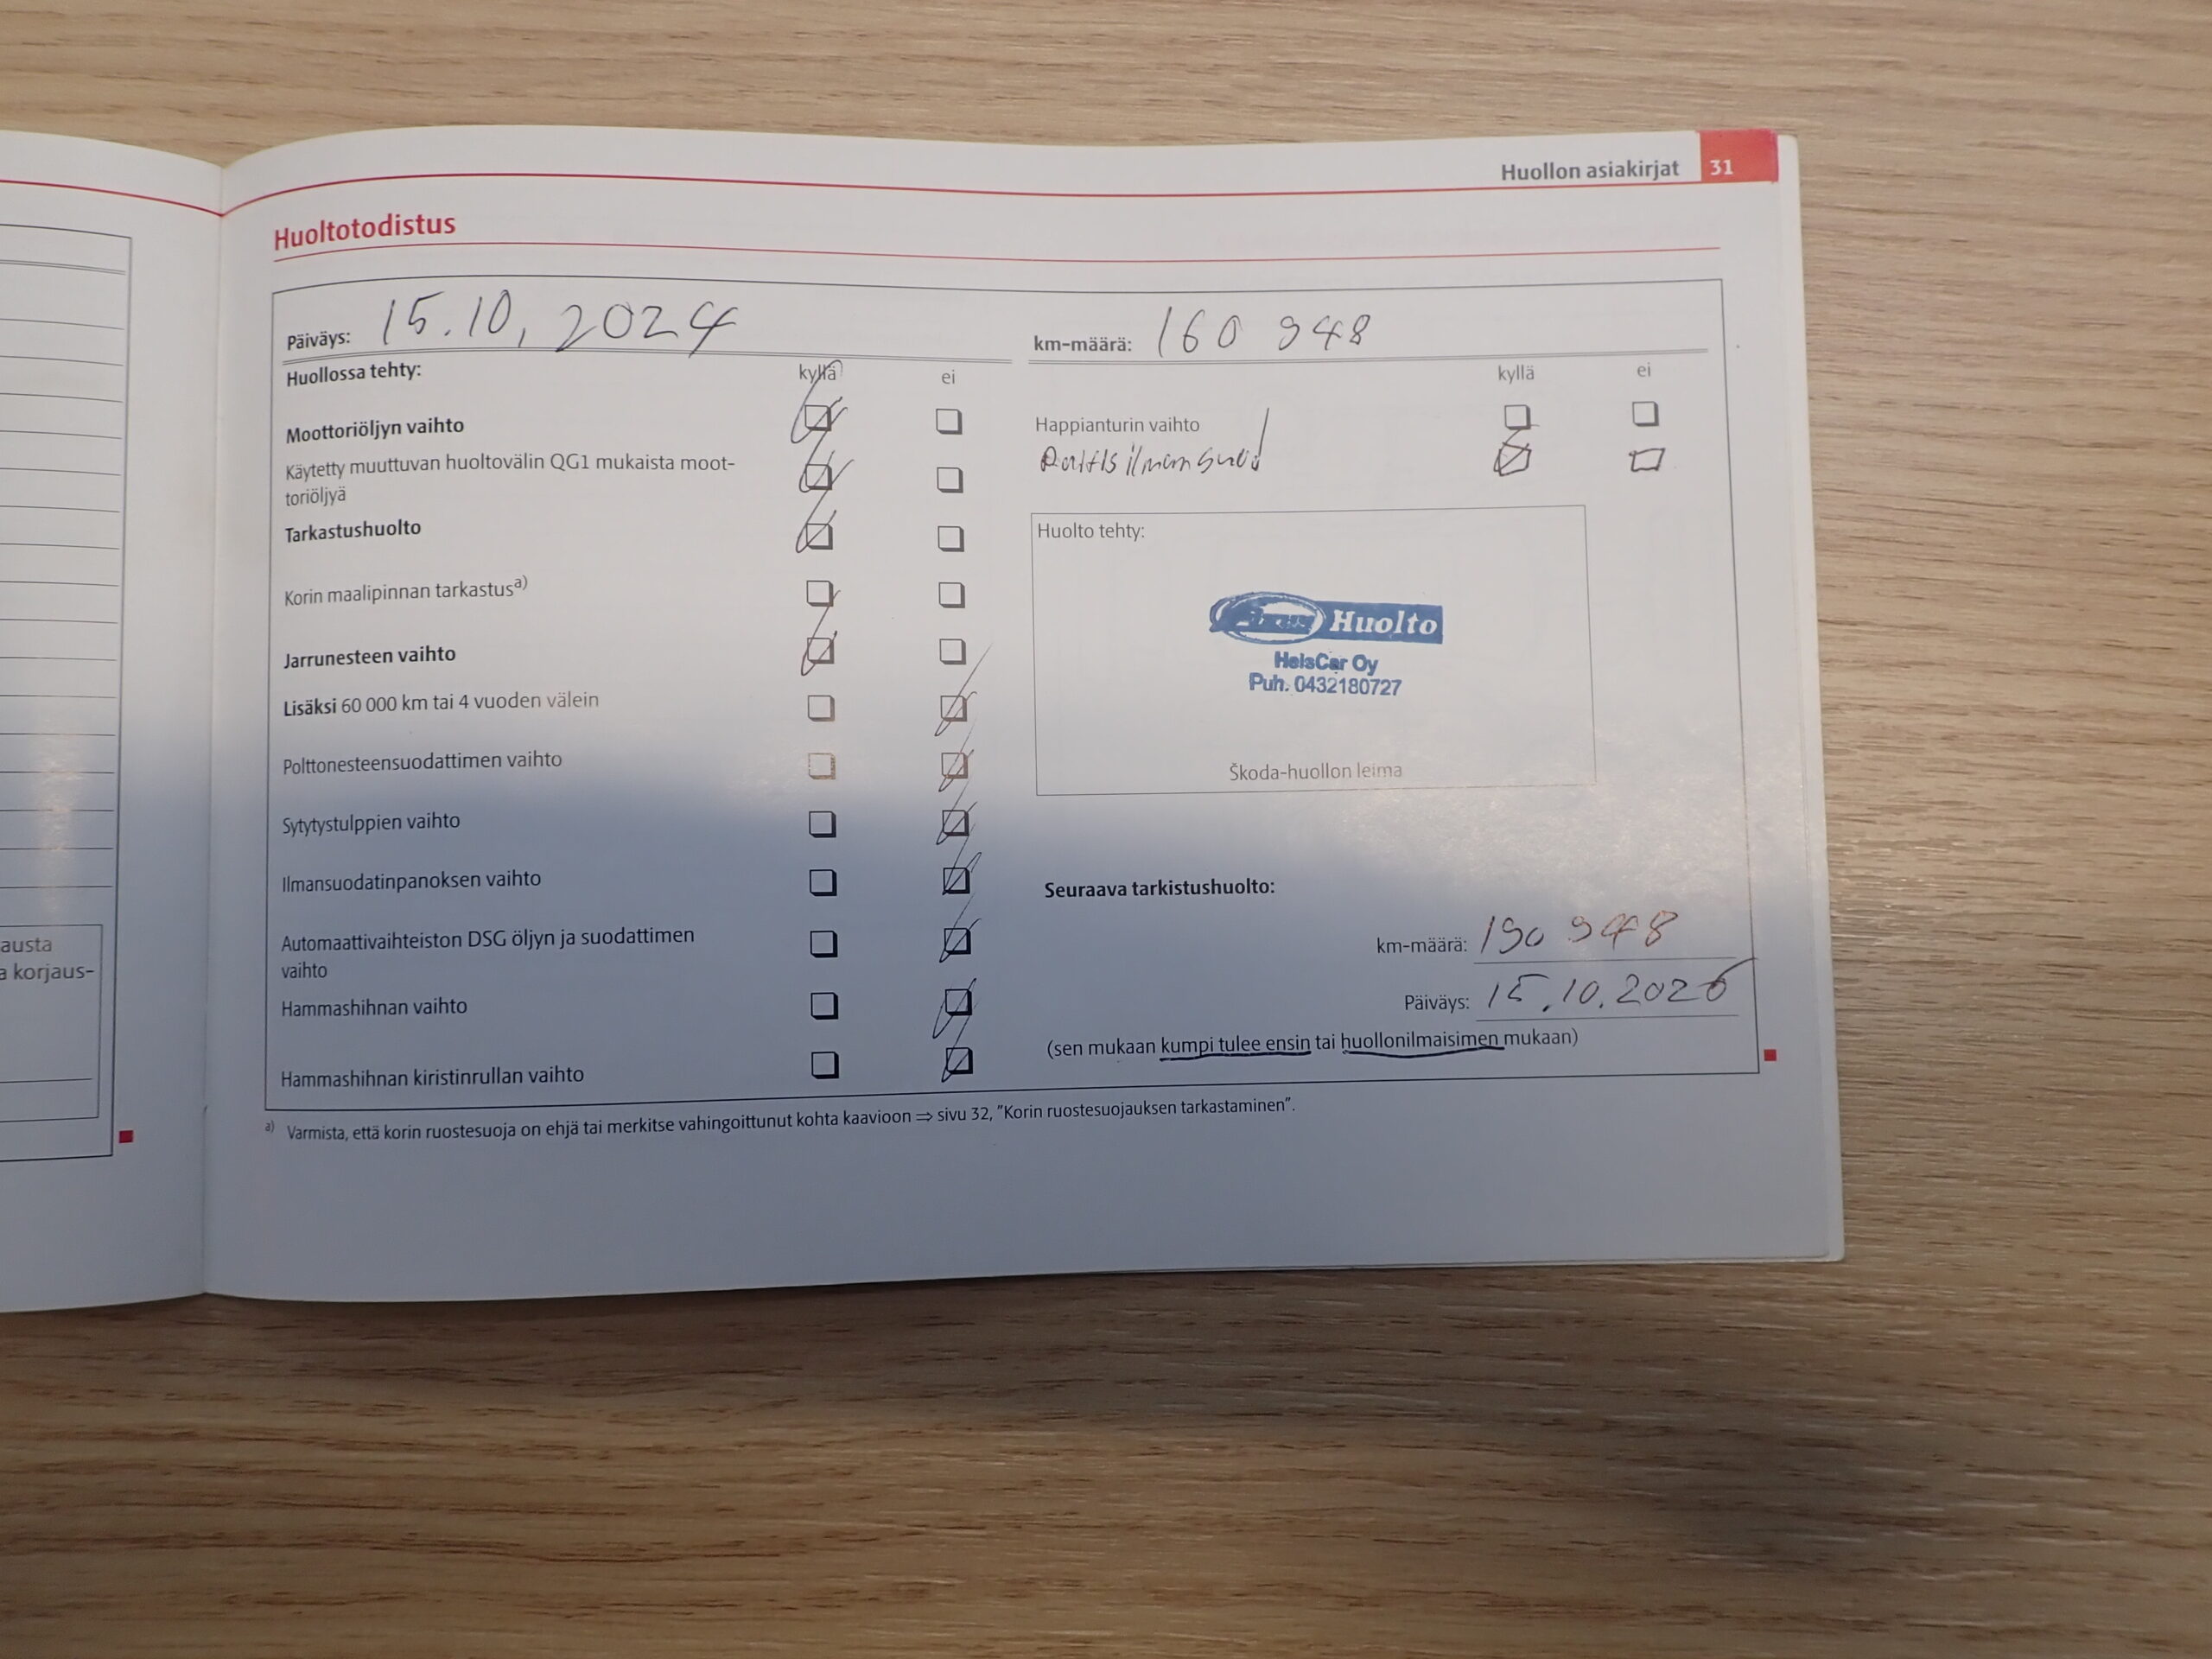 Huollon asiakirjat 31
Huoltotodistus
Päiväys: 15.10.2024
km-määrä: 160 948
Huollossa tehty: kyllä ei
kyllä ei
Moottoriöljyn vaihto
Käytetty muuttuvan huoltovälin QG1 mukaista moot-
toriöljyä
Tarkastushuolto
Korin maalipinnan tarkastus a)
Jarrunesteen vaihto
Lisäksi 60 000 km tai 4 vuoden välein
Polttonesteensuodattimen vaihto
Sytytystulppien vaihto
Ilmansuodatinpanoksen vaihto
Automaattivaihteiston DSG öljyn ja suodattimen
vaihto
Hammashihnan vaihto
Hammashihnan kiristinrullan vaihto
Happianturin vaihto
Raitisilmansuod
Huolto tehty:
Huolto
HelsCar Oy
Puh. 0432180727
Škoda-huollon leima
Seuraava tarkistushuolto:
km-määrä: 190 948
Päiväys: 15.10.2026
(sen mukaan kumpi tulee ensin tai huollonilmaisimen mukaan)
a) Varmista, että korin ruostesuoja on ehjä tai merkitse vahingoittunut kohta kaavioon ⇒ sivu 32, "Korin ruostesuojauksen tarkastaminen".
austa
a korjaus-